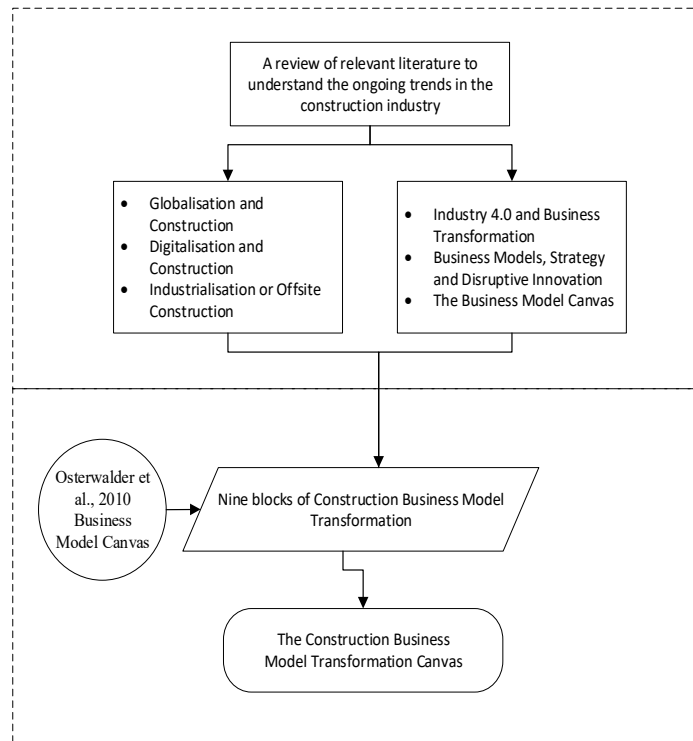 A review of relevant literature to
understand the ongoing trends in the
construction industry
• Globalisation and
Construction
• Digitalisation and
Construction
• Industrialisation or Offsite
Construction
• Industry 4.0 and Business
Transformation
• Business Models, Strategy
and Disruptive Innovation
• The Business Model Canvas
Osterwalder et
al., 2010
Business
Model Canvas
Nine blocks of Construction Business Model
Transformation
The Construction Business
Model Transformation Canvas